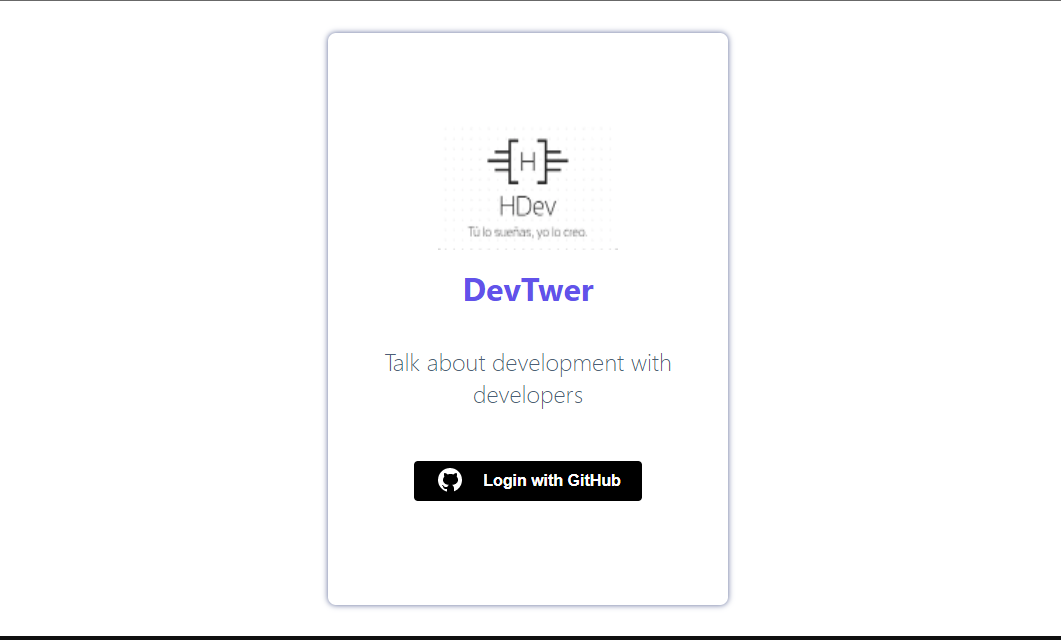 H
HDev
Tú lo sueñas, yo lo creo.
DevTwer
Talk about development with
developers
Login with GitHub